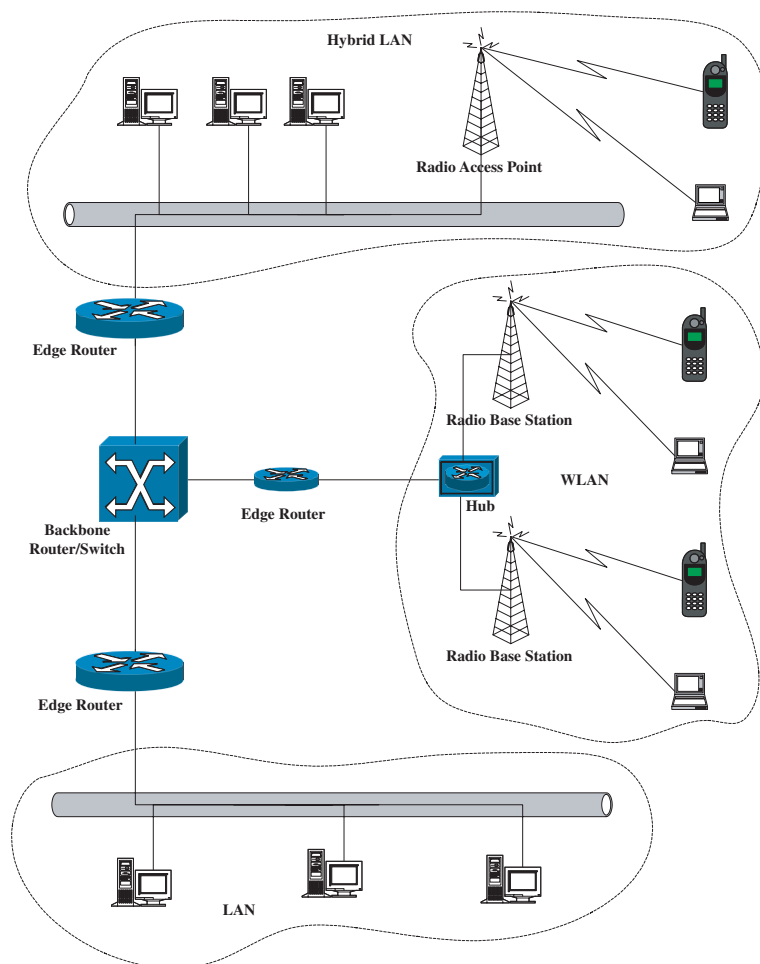 Hybrid LAN
Radio Access Point
Edge Router
Radio Base Station
Backbone
Router/Switch
Edge Router
Hub
WLAN
Radio Base Station
Edge Router
LAN